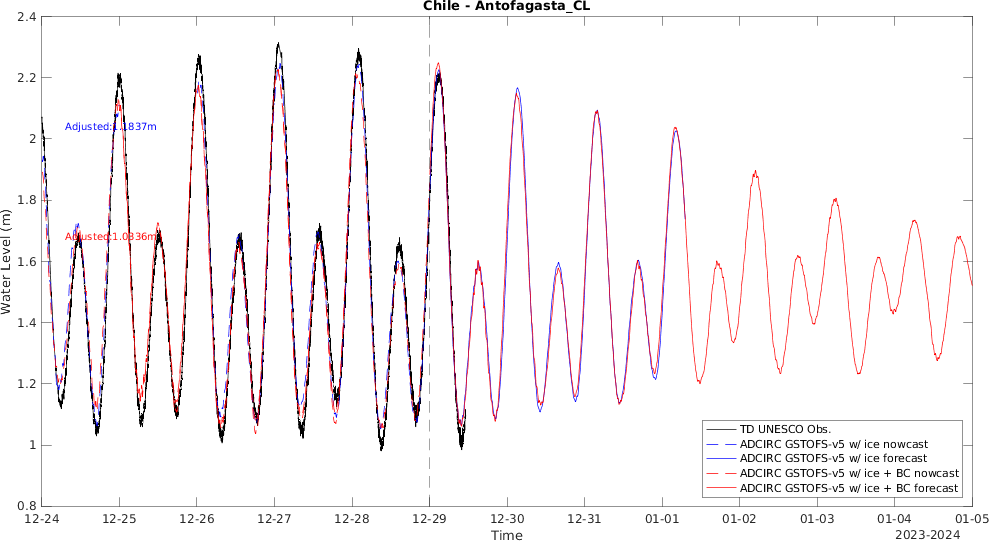 Chile - Antofagasta_CL
2.4
2.2
2
1.8
1.6
1.4
1.2
1
0.8
Water Level (m)
Adjusted:1.1837m
Adjusted:1.0336m
TD UNESCO Obs.
ADCIRC GSTOFS-v5 w/ ice nowcast
ADCIRC GSTOFS-v5 w/ ice forecast
ADCIRC GSTOFS-v5 w/ ice + BC nowcast
ADCIRC GSTOFS-v5 w/ ice + BC forecast
12-24 12-25 12-26 12-27 12-28 12-29 12-30 12-31 01-01 01-02 01-03 01-04 01-05
Time
2023-2024